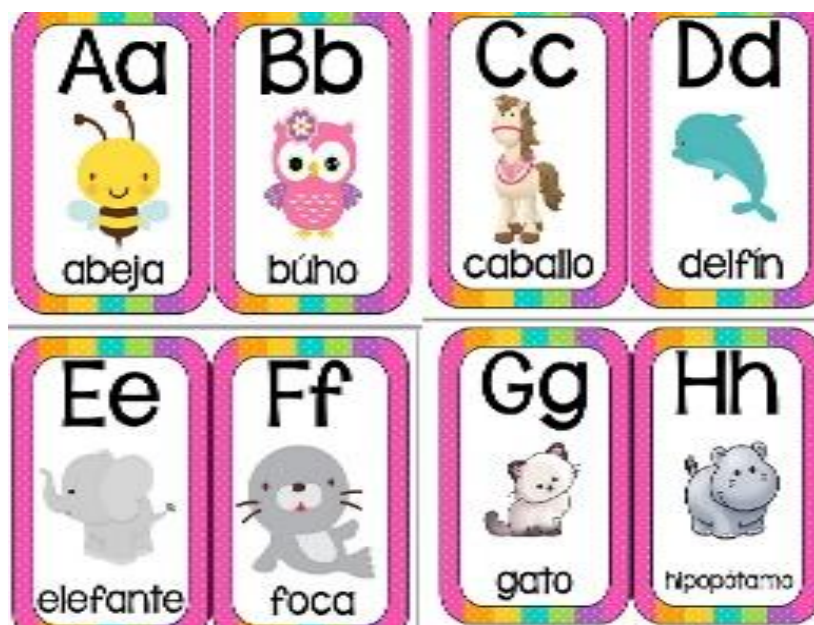 Aa
abeja
Bb
búho
Cc
caballo
Dd
delfín
Ee
elefante
Ff
foca
Gg
gato
Hh
hipopótamo